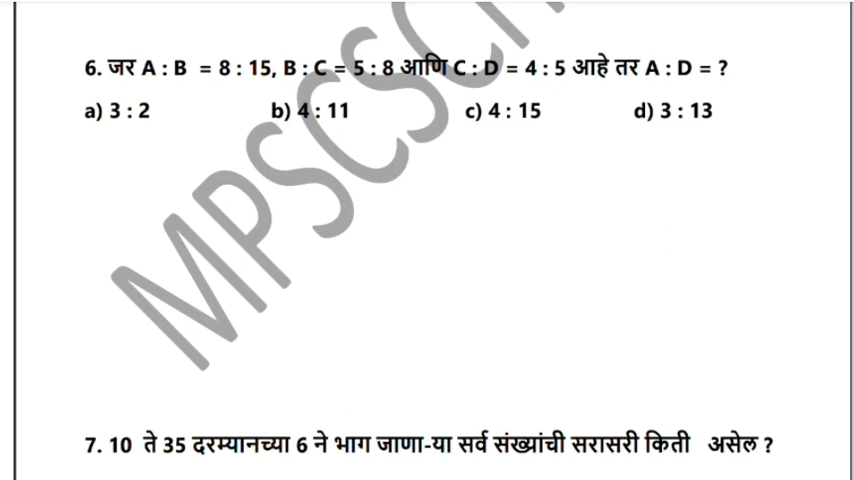 6. जर A : B = 8 : 15, B : C = 5 : 8 आणि C : D = 4 : 5 आहे तर A : D = ?
a) 3 : 2 b) 4 : 11 c) 4 : 15 d) 3 : 13
MPSCSC
7. 10 ते 35 दरम्यानच्या 6 ने भाग जाणा-या सर्व संख्यांची सरासरी किती असेल ?